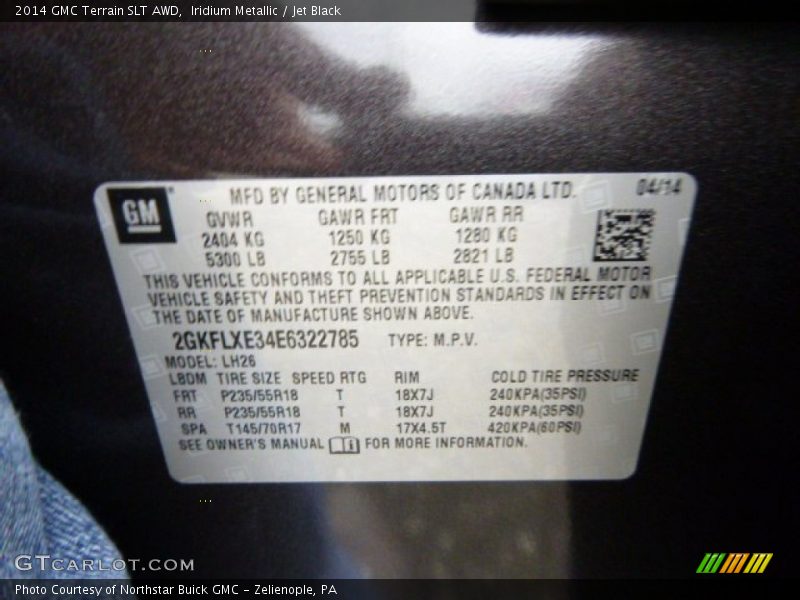 2014 GMC Terrain SLT AWD,  Iridium Metallic / Jet Black
GM
MFD BY GENERAL MOTORS OF CANADA LTD. 04/14
GVWR GAWR FRT GAWR RR
2404 KG 1250 KG 1280 KG
5300 LB 2755 LB 2821 LB
THIS VEHICLE CONFORMS TO ALL APPLICABLE U.S. FEDERAL MOTOR
VEHICLE SAFETY AND THEFT PREVENTION STANDARDS IN EFFECT ON
THE DATE OF MANUFACTURE SHOWN ABOVE.
2GKFLXE34E6322785 TYPE: M.P.V.
MODEL: LH26
LBDM TIRE SIZE SPEED RTG RIM COLD TIRE PRESSURE
FRT P235/55R18 T 18X7J 240KPA(35PSI)
RR P235/55R18 T 18X7J 240KPA(35PSI)
SPA T145/70R17 M 17X4.5T 420KPA(60PSI)
SEE OWNER'S MANUAL FOR MORE INFORMATION.
GTCARLOT.COM
Photo Courtesy of Northstar Buick GMC - Zelienople, PA